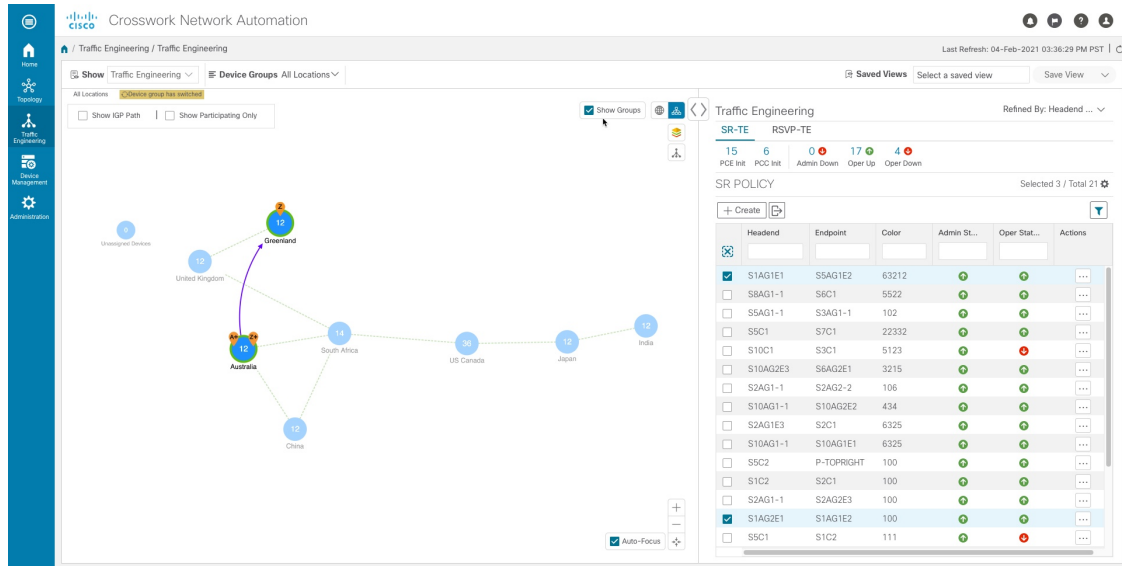 CISCO Crosswork Network Automation
Home
Topology
Traffic Engineering
Device Management
Administration
/ Traffic Engineering / Traffic Engineering
Last Refresh: 04-Feb-2021 03:36:29 PM PST
Show Traffic Engineering Device Groups All Locations
Saved Views Select a saved view Save View
All Locations Device group has switched
Show IGP Path Show Participating Only
Show Groups
9
Unassigned Devices
Z
12
Greenland
12
United Kingdom
A+ Z+
12
Australia
14
South Africa
36
US Canada
12
Japan
12
India
12
China
Auto-Focus
Traffic Engineering Refined By: Headend ...
SR-TE RSVP-TE
15 6 0 17 4
PCE Init PCC Init Admin Down Oper Up Oper Down
SR POLICY Selected 3 / Total 21
+ Create
Headend Endpoint Color Admin St... Oper Stat... Actions
S1AG1E1 S5AG1E2 63212 ...
S8AG1-1 S6C1 5522 ...
S5AG1-1 S3AG1-1 102 ...
S5C1 S7C1 22332 ...
S10C1 S3C1 5123 ...
S10AG2E3 S6AG2E1 3215 ...
S2AG1-1 S2AG2-2 106 ...
S10AG1-1 S10AG2E2 434 ...
S2AG1E3 S2C1 6325 ...
S10AG1-1 S10AG1E1 6325 ...
S5C2 P-TOPRIGHT 100 ...
S1C2 S2C1 100 ...
S2AG1-1 S2AG2E3 100 ...
S1AG2E1 S1AG1E2 100 ...
S5C1 S1C2 111 ...